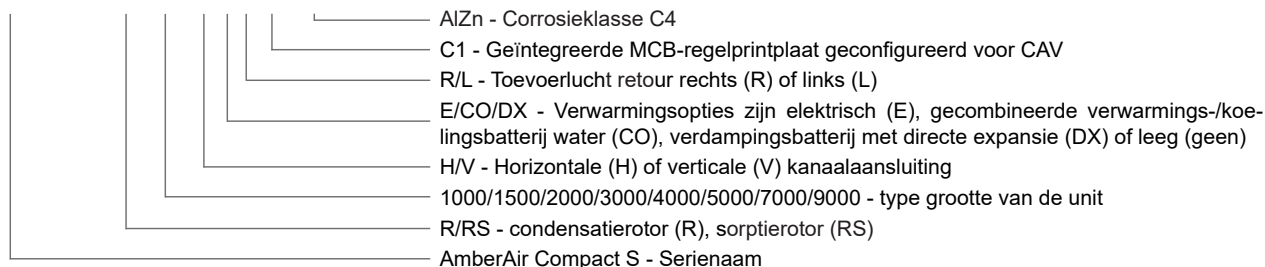 AlZn - Corrosieklasse C4
C1 - Geïntegreerde MCB-regelprintplaat geconfigureerd voor CAV
R/L - Toevoerlucht retour rechts (R) of links (L)
E/CO/DX - Verwarmingsopties zijn elektrisch (E), gecombineerde verwarmings-/koe-
lingsbatterij water (CO), verdampingsbatterij met directe expansie (DX) of leeg (geen)
H/V - Horizontale (H) of verticale (V) kanaalaansluiting
1000/1500/2000/3000/4000/5000/7000/9000 - type grootte van de unit
R/RS - condensatierotor (R), sorptierotor (RS)
AmberAir Compact S - Serienaam